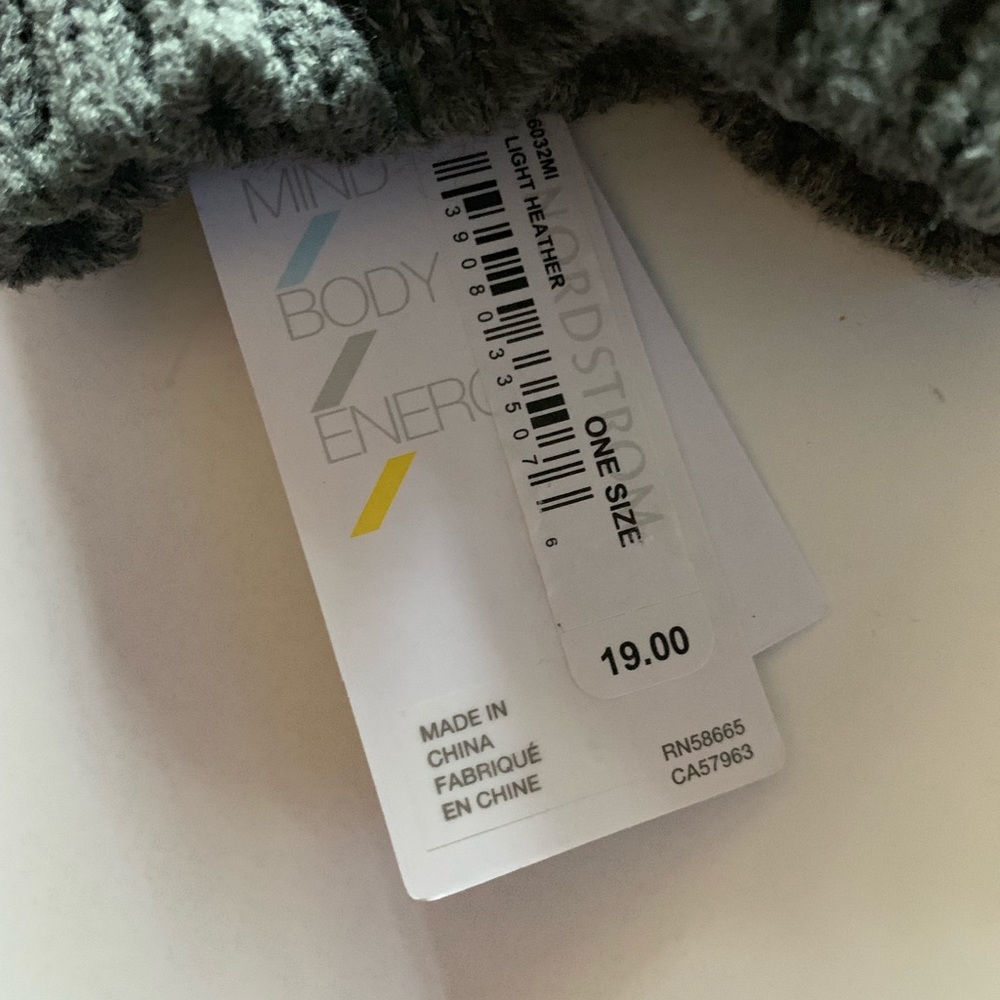 MIND
BODY
ENERG
6032MI
LIGHT HEATHER
3 9 0 8 0 3 3 5 0 7 6
NORDSTROM
ONE SIZE
19.00
MADE IN
CHINA
FABRIQUÉ
EN CHINE
RN58665
CA57963